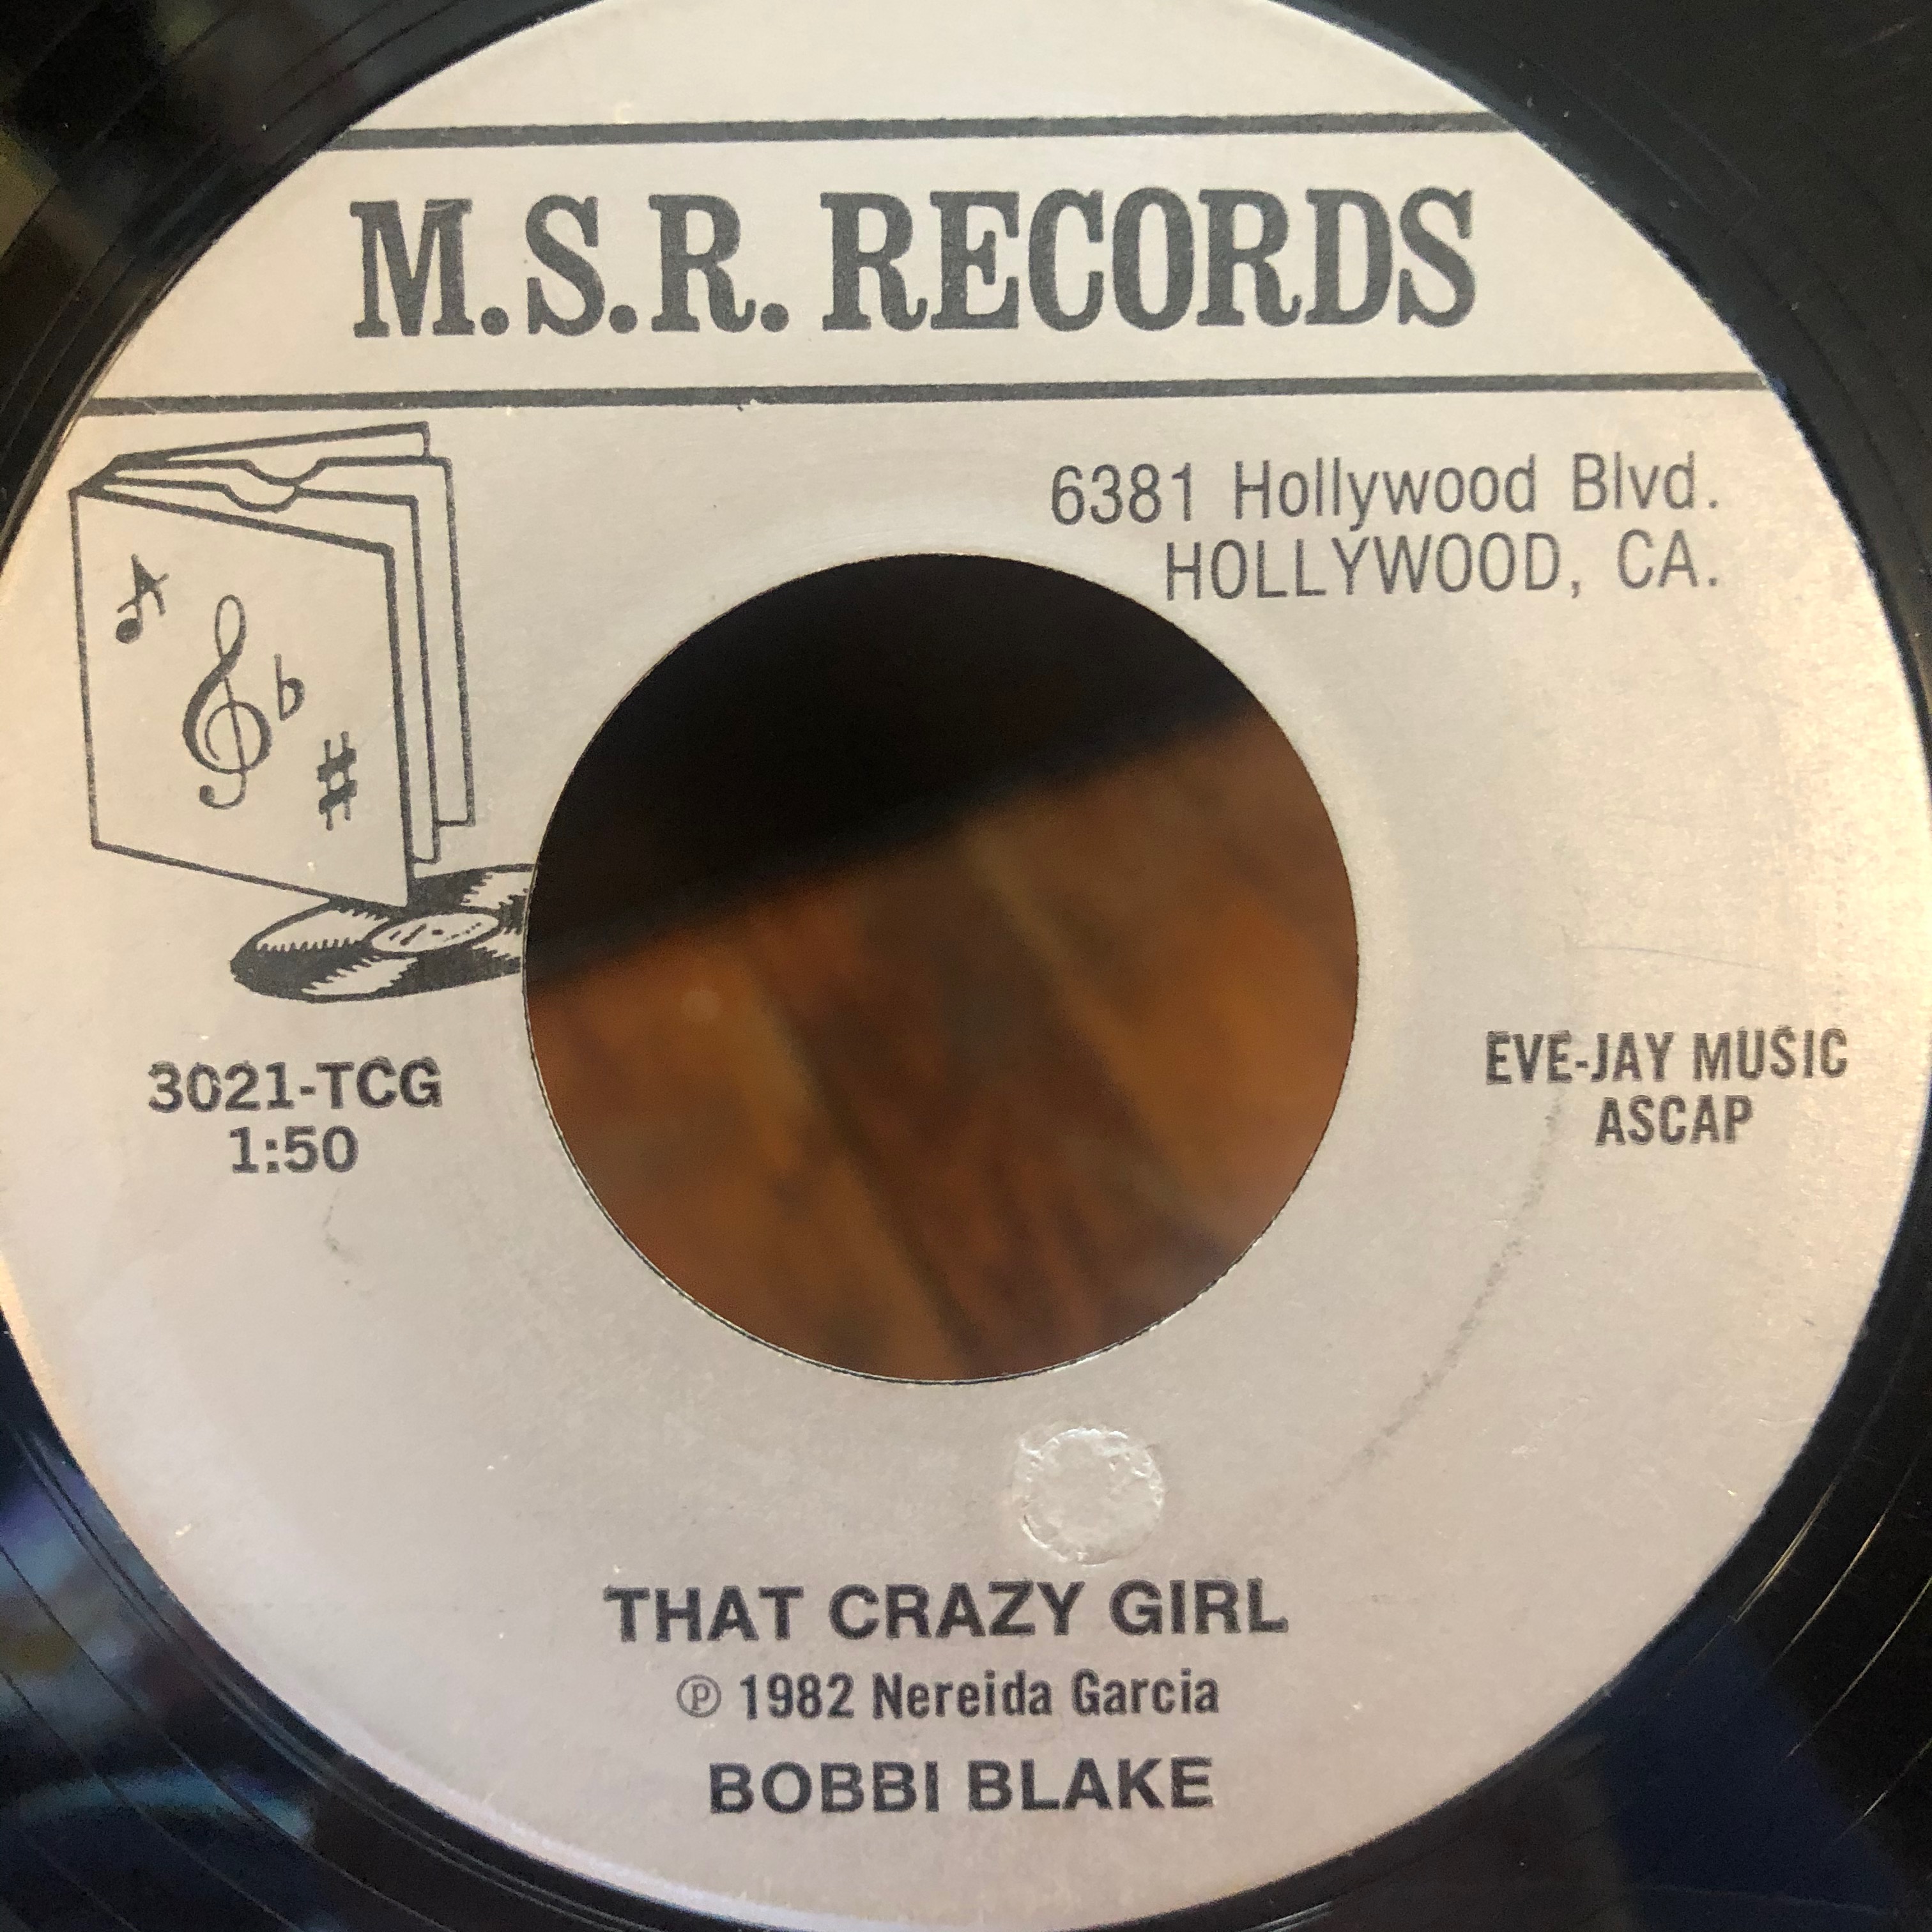 M.S.R. RECORDS
6381 Hollywood Blvd.
HOLLYWOOD, CA.
3021-TCG
1:50
EVE-JAY MUSIC
ASCAP
THAT CRAZY GIRL
℗ 1982 Nereida Garcia
BOBBI BLAKE